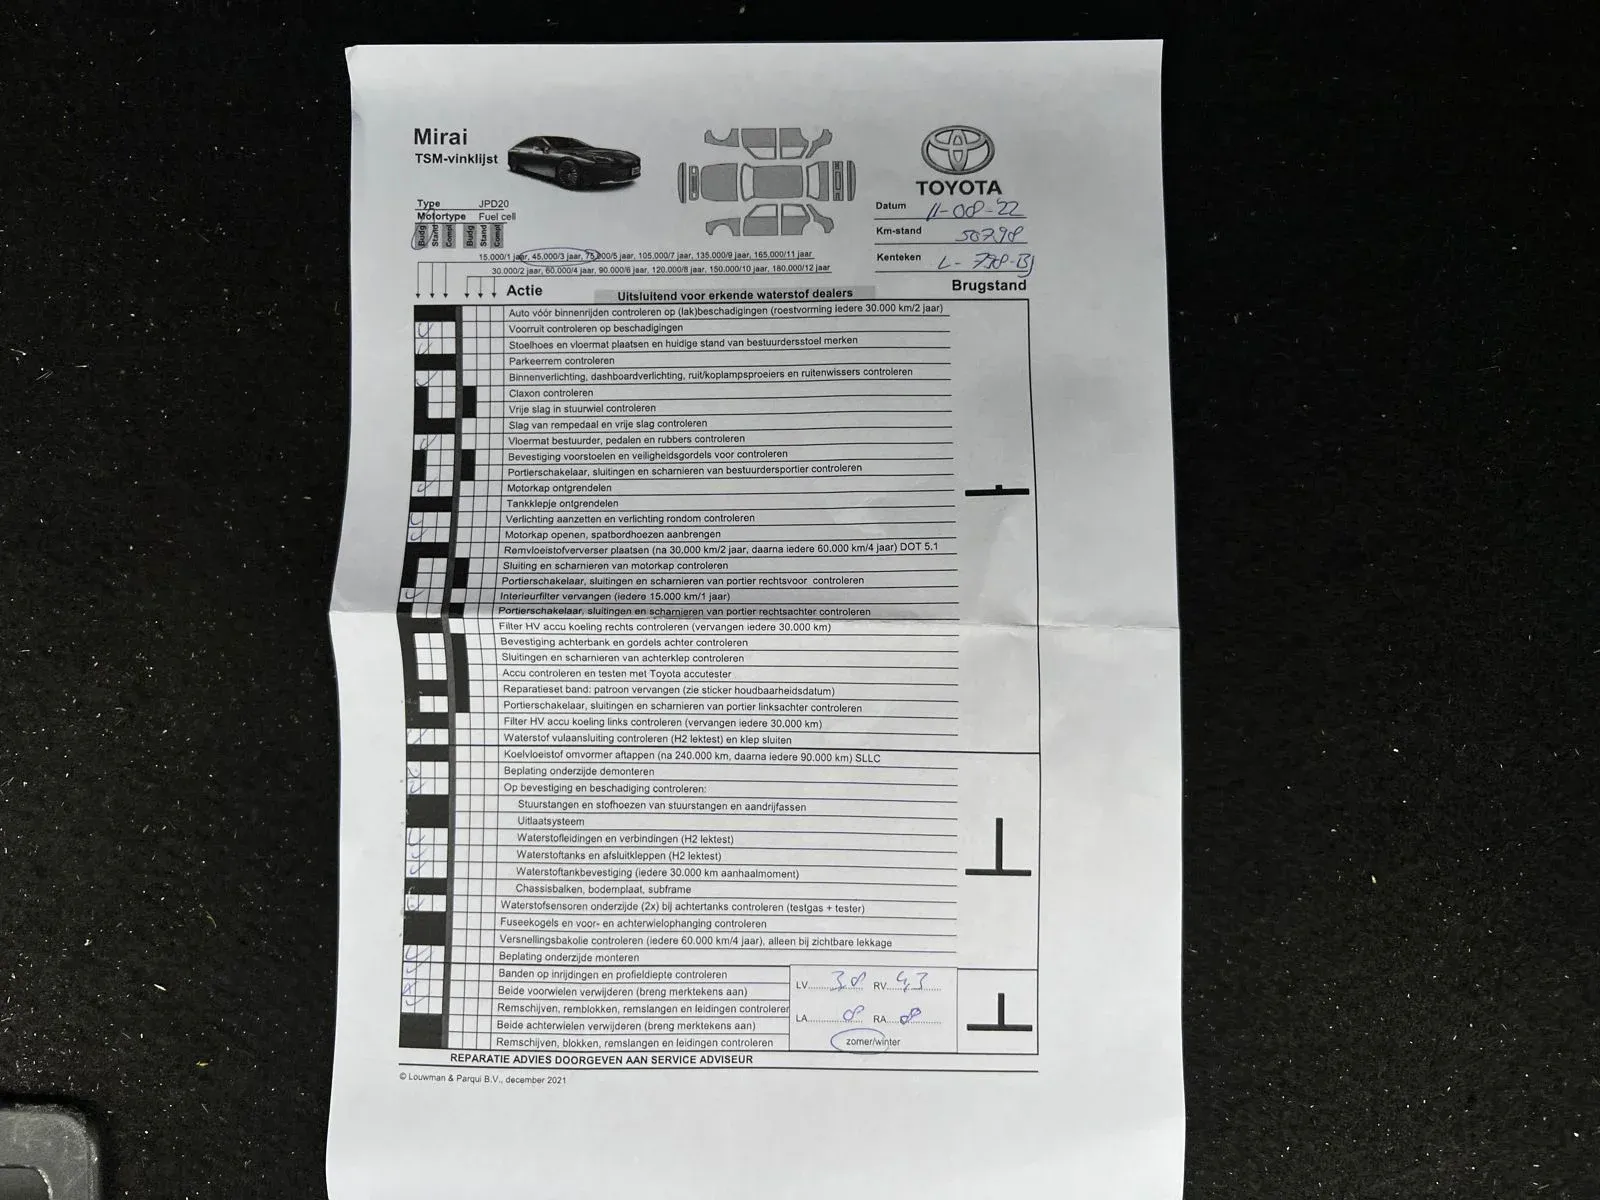 Mirai
TSM-vinklijst
TOYOTA
Type JPD20
Motortype Fuel cell
Datum 11-08-22
Km-stand 50798
Kenteken L-798-BJ
Budg Stand Compl Budg Stand Compl
15.000/1 jaar, 45.000/3 jaar, 75.000/5 jaar, 105.000/7 jaar, 135.000/9 jaar, 165.000/11 jaar
30.000/2 jaar, 60.000/4 jaar, 90.000/6 jaar, 120.000/8 jaar, 150.000/10 jaar, 180.000/12 jaar
Actie Uitsluitend voor erkende waterstof dealers Brugstand
Auto vóór binnenrijden controleren op (lak)beschadigingen (roestvorming iedere 30.000 km/2 jaar)
Voorruit controleren op beschadigingen
Stoelhoes en vloermat plaatsen en huidige stand van bestuurdersstoel merken
Parkeerrem controleren
Binnenverlichting, dashboardverlichting, ruit/koplampsproeiers en ruitenwissers controleren
Claxon controleren
Vrije slag in stuurwiel controleren
Slag van rempedaal en vrije slag controleren
Vloermat bestuurder, pedalen en rubbers controleren
Bevestiging voorstoelen en veiligheidsgordels voor controleren
Portierschakelaar, sluitingen en scharnieren van bestuurdersportier controleren
Motorkap ontgrendelen
Tankklepje ontgrendelen
Verlichting aanzetten en verlichting rondom controleren
Motorkap openen, spatbordhoezen aanbrengen
Remvloeistofververser plaatsen (na 30.000 km/2 jaar, daarna iedere 60.000 km/4 jaar) DOT 5.1
Sluiting en scharnieren van motorkap controleren
Portierschakelaar, sluitingen en scharnieren van portier rechtsvoor controleren
Interieurfilter vervangen (iedere 15.000 km/1 jaar)
Portierschakelaar, sluitingen en scharnieren van portier rechtsachter controleren
Filter HV accu koeling rechts controleren (vervangen iedere 30.000 km)
Bevestiging achterbank en gordels achter controleren
Sluitingen en scharnieren van achterklep controleren
Accu controleren en testen met Toyota accutester
Reparatieset band: patroon vervangen (zie sticker houdbaarheidsdatum)
Portierschakelaar, sluitingen en scharnieren van portier linksachter controleren
Filter HV accu koeling links controleren (vervangen iedere 30.000 km)
Waterstof vulaansluiting controleren (H2 lektest) en klep sluiten
Koelvloeistof omvormer aftappen (na 240.000 km, daarna iedere 90.000 km) SLLC
Beplating onderzijde demonteren
Op bevestiging en beschadiging controleren:
Stuurstangen en stofhoezen van stuurstangen en aandrijfassen
Uitlaatsysteem
Waterstofleidingen en verbindingen (H2 lektest)
Waterstoftanks en afsluitkleppen (H2 lektest)
Waterstoftankbevestiging (iedere 30.000 km aanhaalmoment)
Chassisbalken, bodemplaat, subframe
Waterstofsensoren onderzijde (2x) bij achtertanks controleren (testgas + tester)
Fuseekogels en voor- en achterwielophanging controleren
Versnellingsbakolie controleren (iedere 60.000 km/4 jaar), alleen bij zichtbare lekkage
Beplating onderzijde monteren
Banden op inrijdingen en profieldiepte controleren
Beide voorwielen verwijderen (breng merktekens aan)
Remschijven, remblokken, remslangen en leidingen controleren
Beide achterwielen verwijderen (breng merktekens aan)
Remschijven, blokken, remslangen en leidingen controleren
LV 38 RV 4,3
LA 8 RA 8
zomer/winter
REPARATIE ADVIES DOORGEVEN AAN SERVICE ADVISEUR
© Louwman & Parqui B.V., december 2021